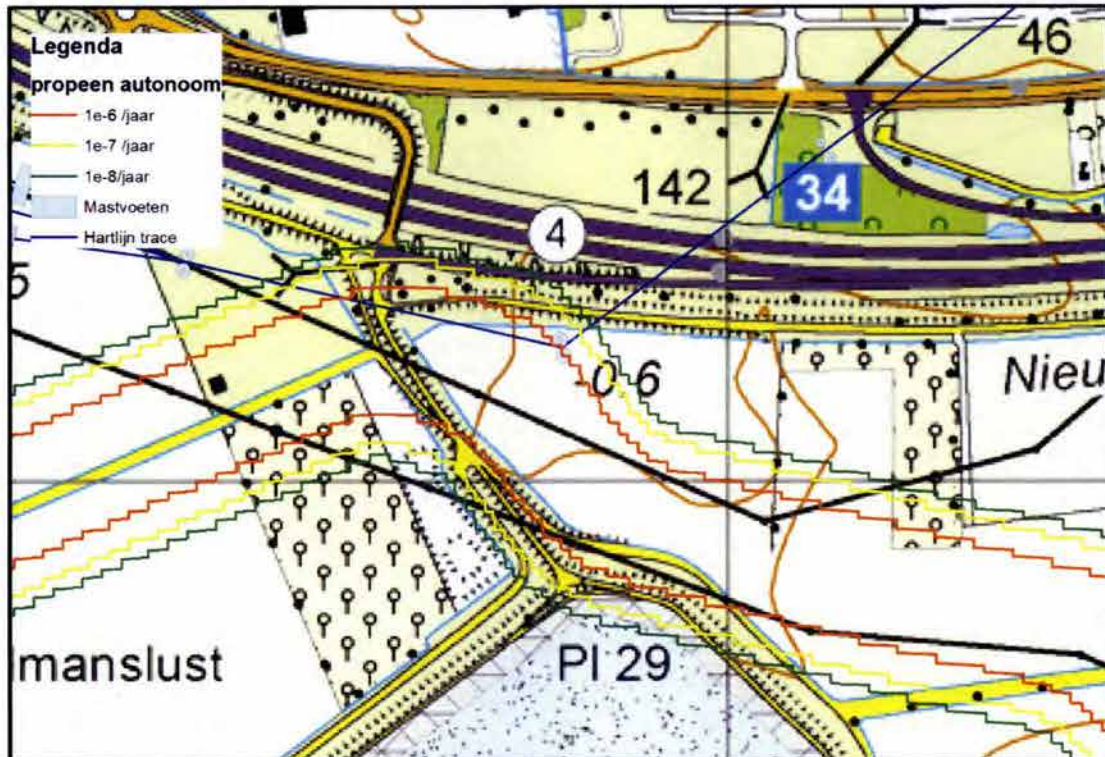 Legenda
propeen autonoom
1e-6 /jaar
1e-7 /jaar
1e-8/jaar
Mastvoeten
Hartlijn trace
46
142
34
4
5
-0 6
Nieu
lmanslust
Pl 29